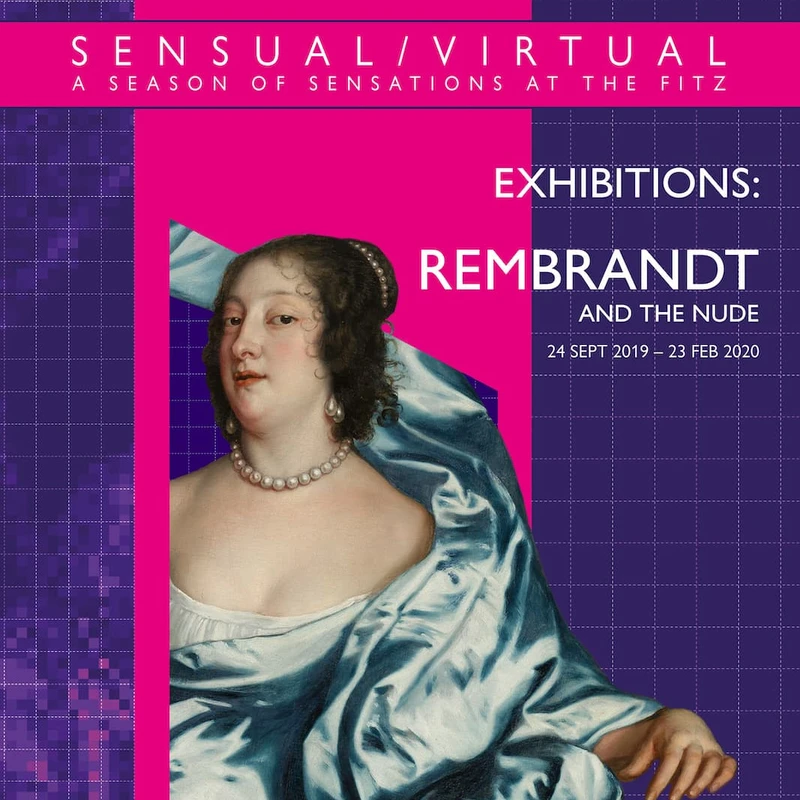 SENSUAL/VIRTUAL
A SEASON OF SENSATIONS AT THE FITZ
EXHIBITIONS:
REMBRANDT
AND THE NUDE
24 SEPT 2019 – 23 FEB 2020